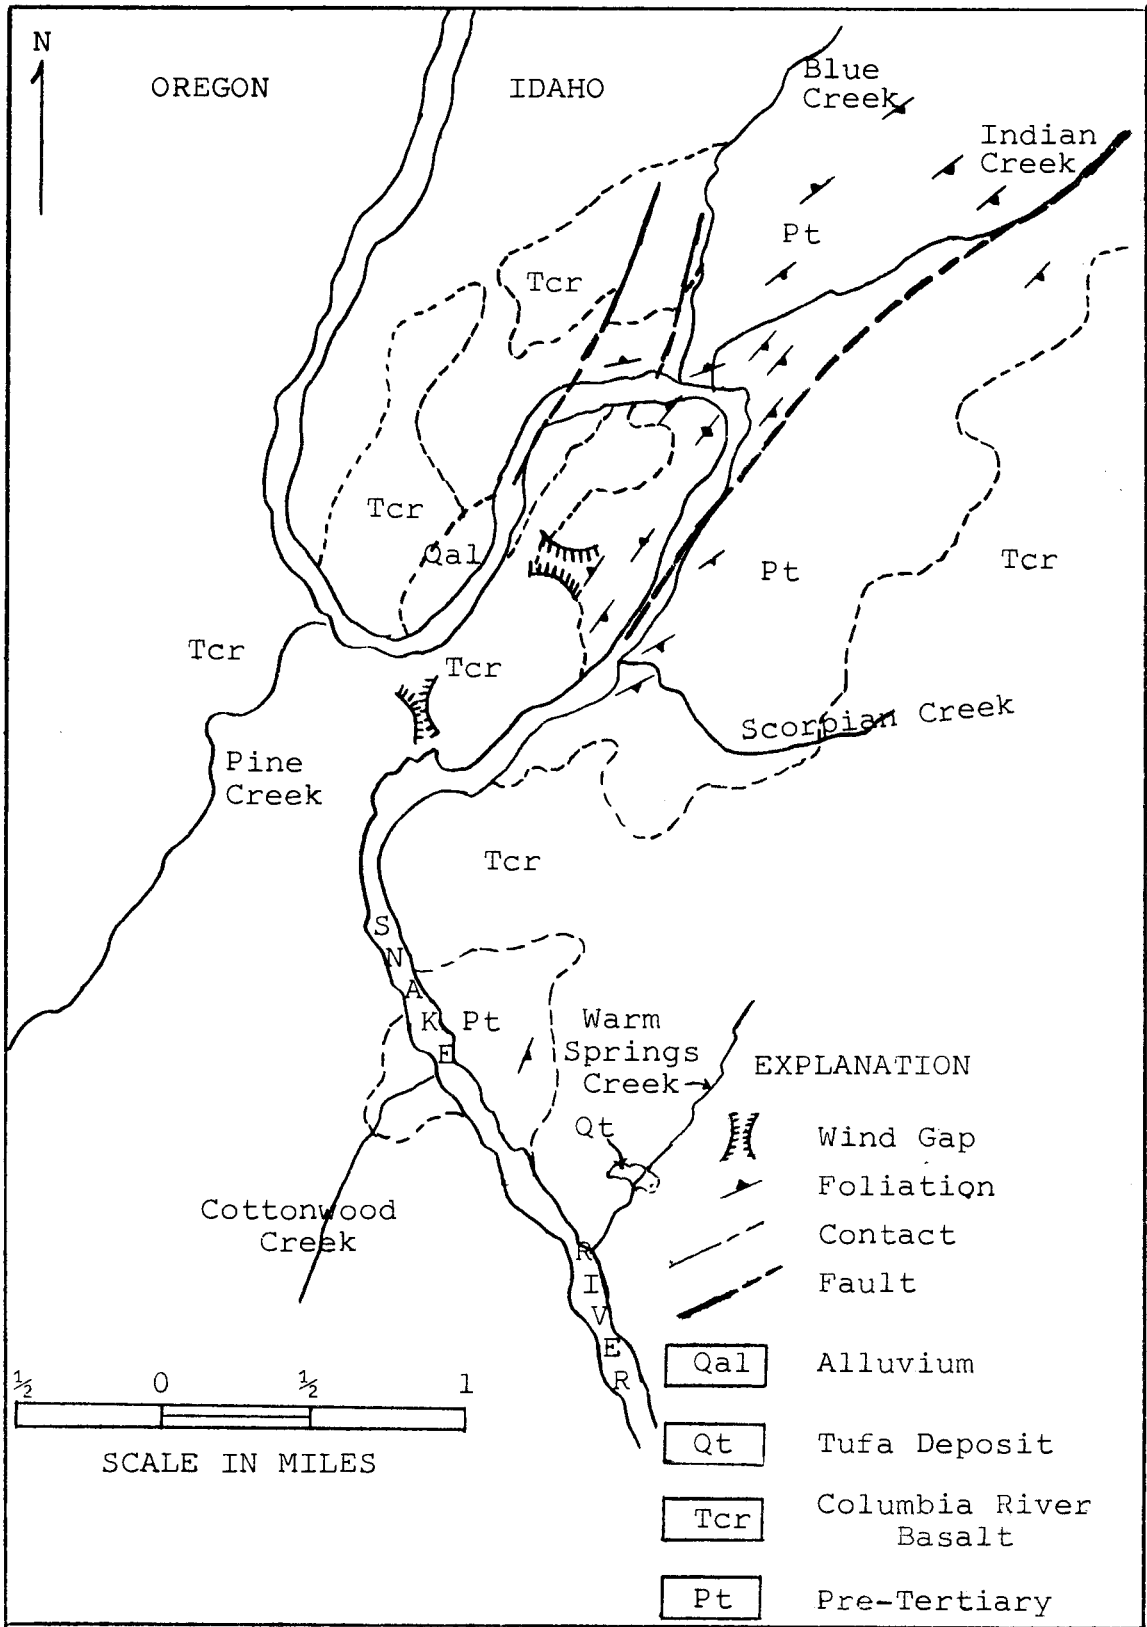 N
OREGON
IDAHO
Blue
Creek
Indian
Creek
Pt
Tcr
Tcr
Qal
Pt
Tcr
Tcr
Tcr
Scorpian Creek
Pine
Creek
Tcr
SNAKE
Pt
Warm
Springs
Creek
Qt
Cottonwood
Creek
RIVER
EXPLANATION
Wind Gap
Foliation
Contact
Fault
Qal Alluvium
Qt Tufa Deposit
Tcr Columbia River
Basalt
Pt Pre-Tertiary
½ 0 ½ 1
SCALE IN MILES